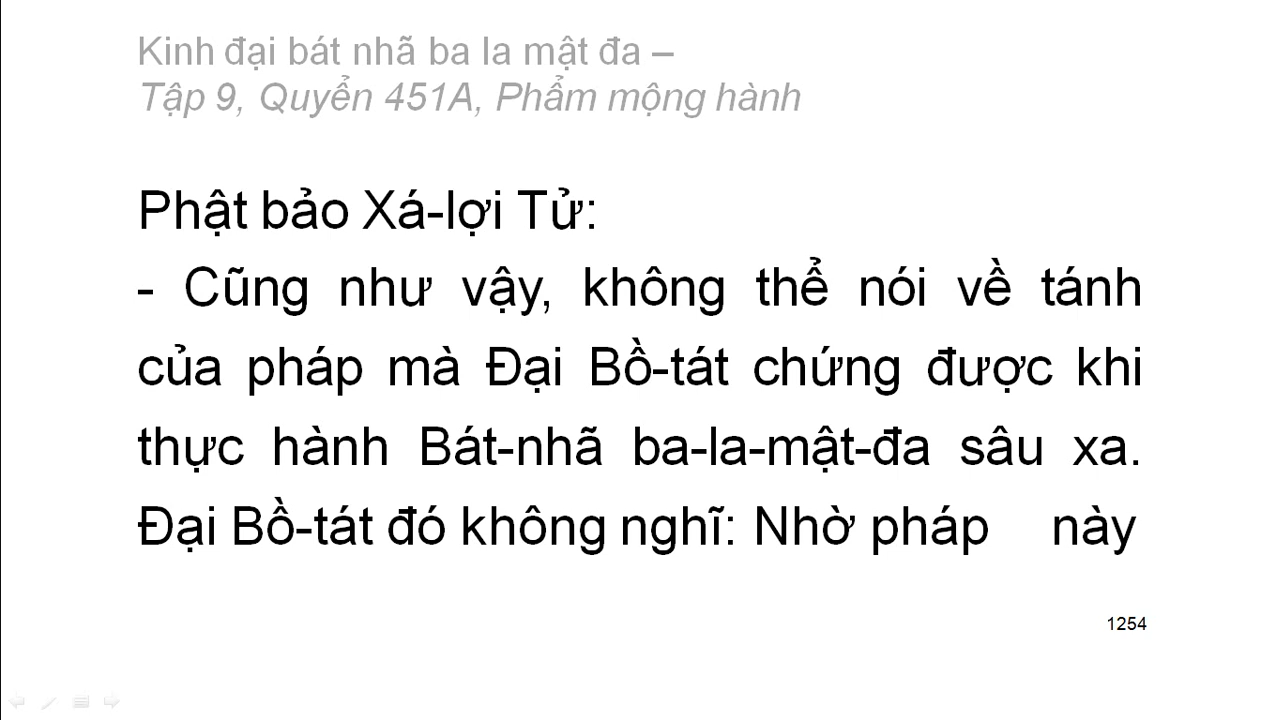 Kinh đại bát nhã ba la mật đa –
Tập 9, Quyển 451A, Phẩm mộng hành
Phật bảo Xá-lợi Tử:
- Cũng như vậy, không thể nói về tánh
của pháp mà Đại Bồ-tát chứng được khi
thực hành Bát-nhã ba-la-mật-đa sâu xa.
Đại Bồ-tát đó không nghĩ: Nhờ pháp này
1254